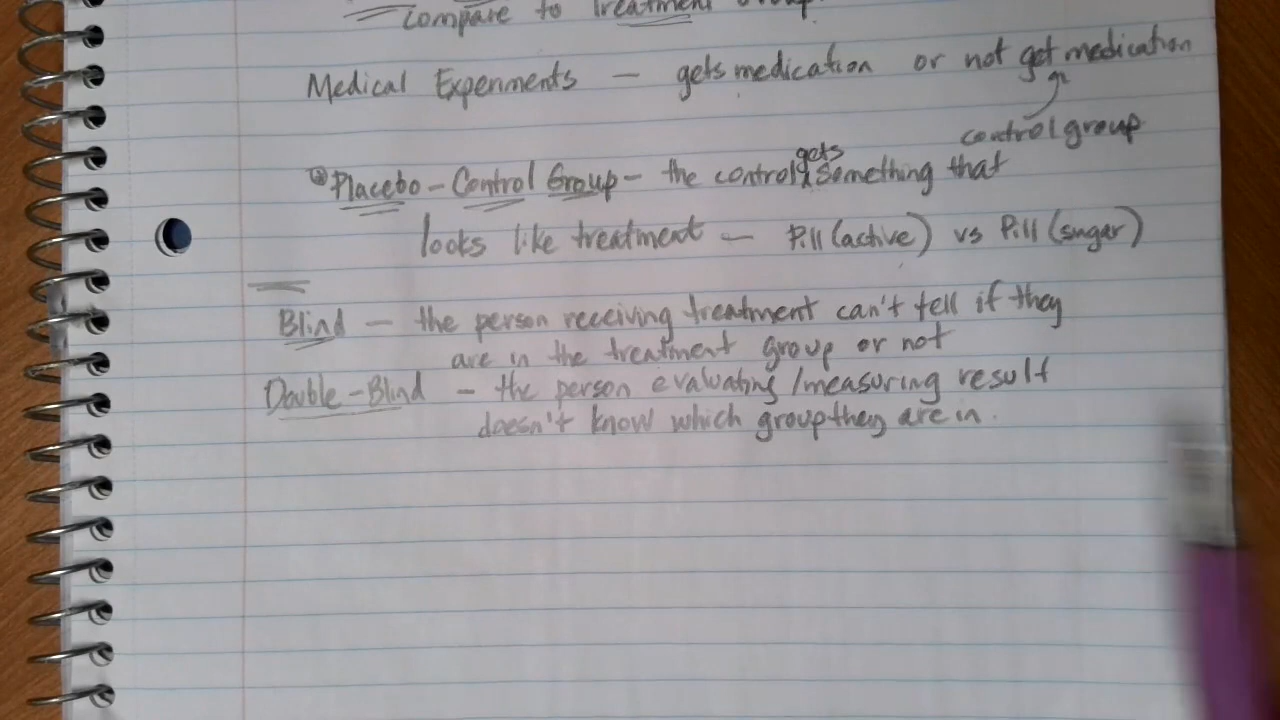 compare to treatment group.
Medical Experiments – gets medication or not get medication
control group
Placebo-Control Group – the control gets something that
looks like treatment – Pill (active) vs Pill (sugar)
Blind – the person receiving treatment can't tell if they
are in the treatment group or not
Double-Blind – the person evaluating/measuring result
doesn't know which group they are in.